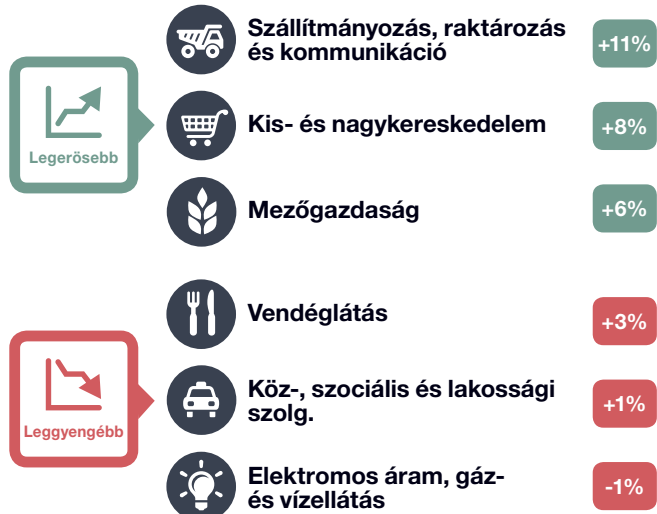 Szállítmányozás, raktározás
és kommunikáció
+11%
Legerősebb
Kis- és nagykereskedelem
+8%
Mezőgazdaság
+6%
Vendéglátás
+3%
Leggyengébb
Köz-, szociális és lakossági
szolg.
+1%
Elektromos áram, gáz-
és vízellátás
-1%